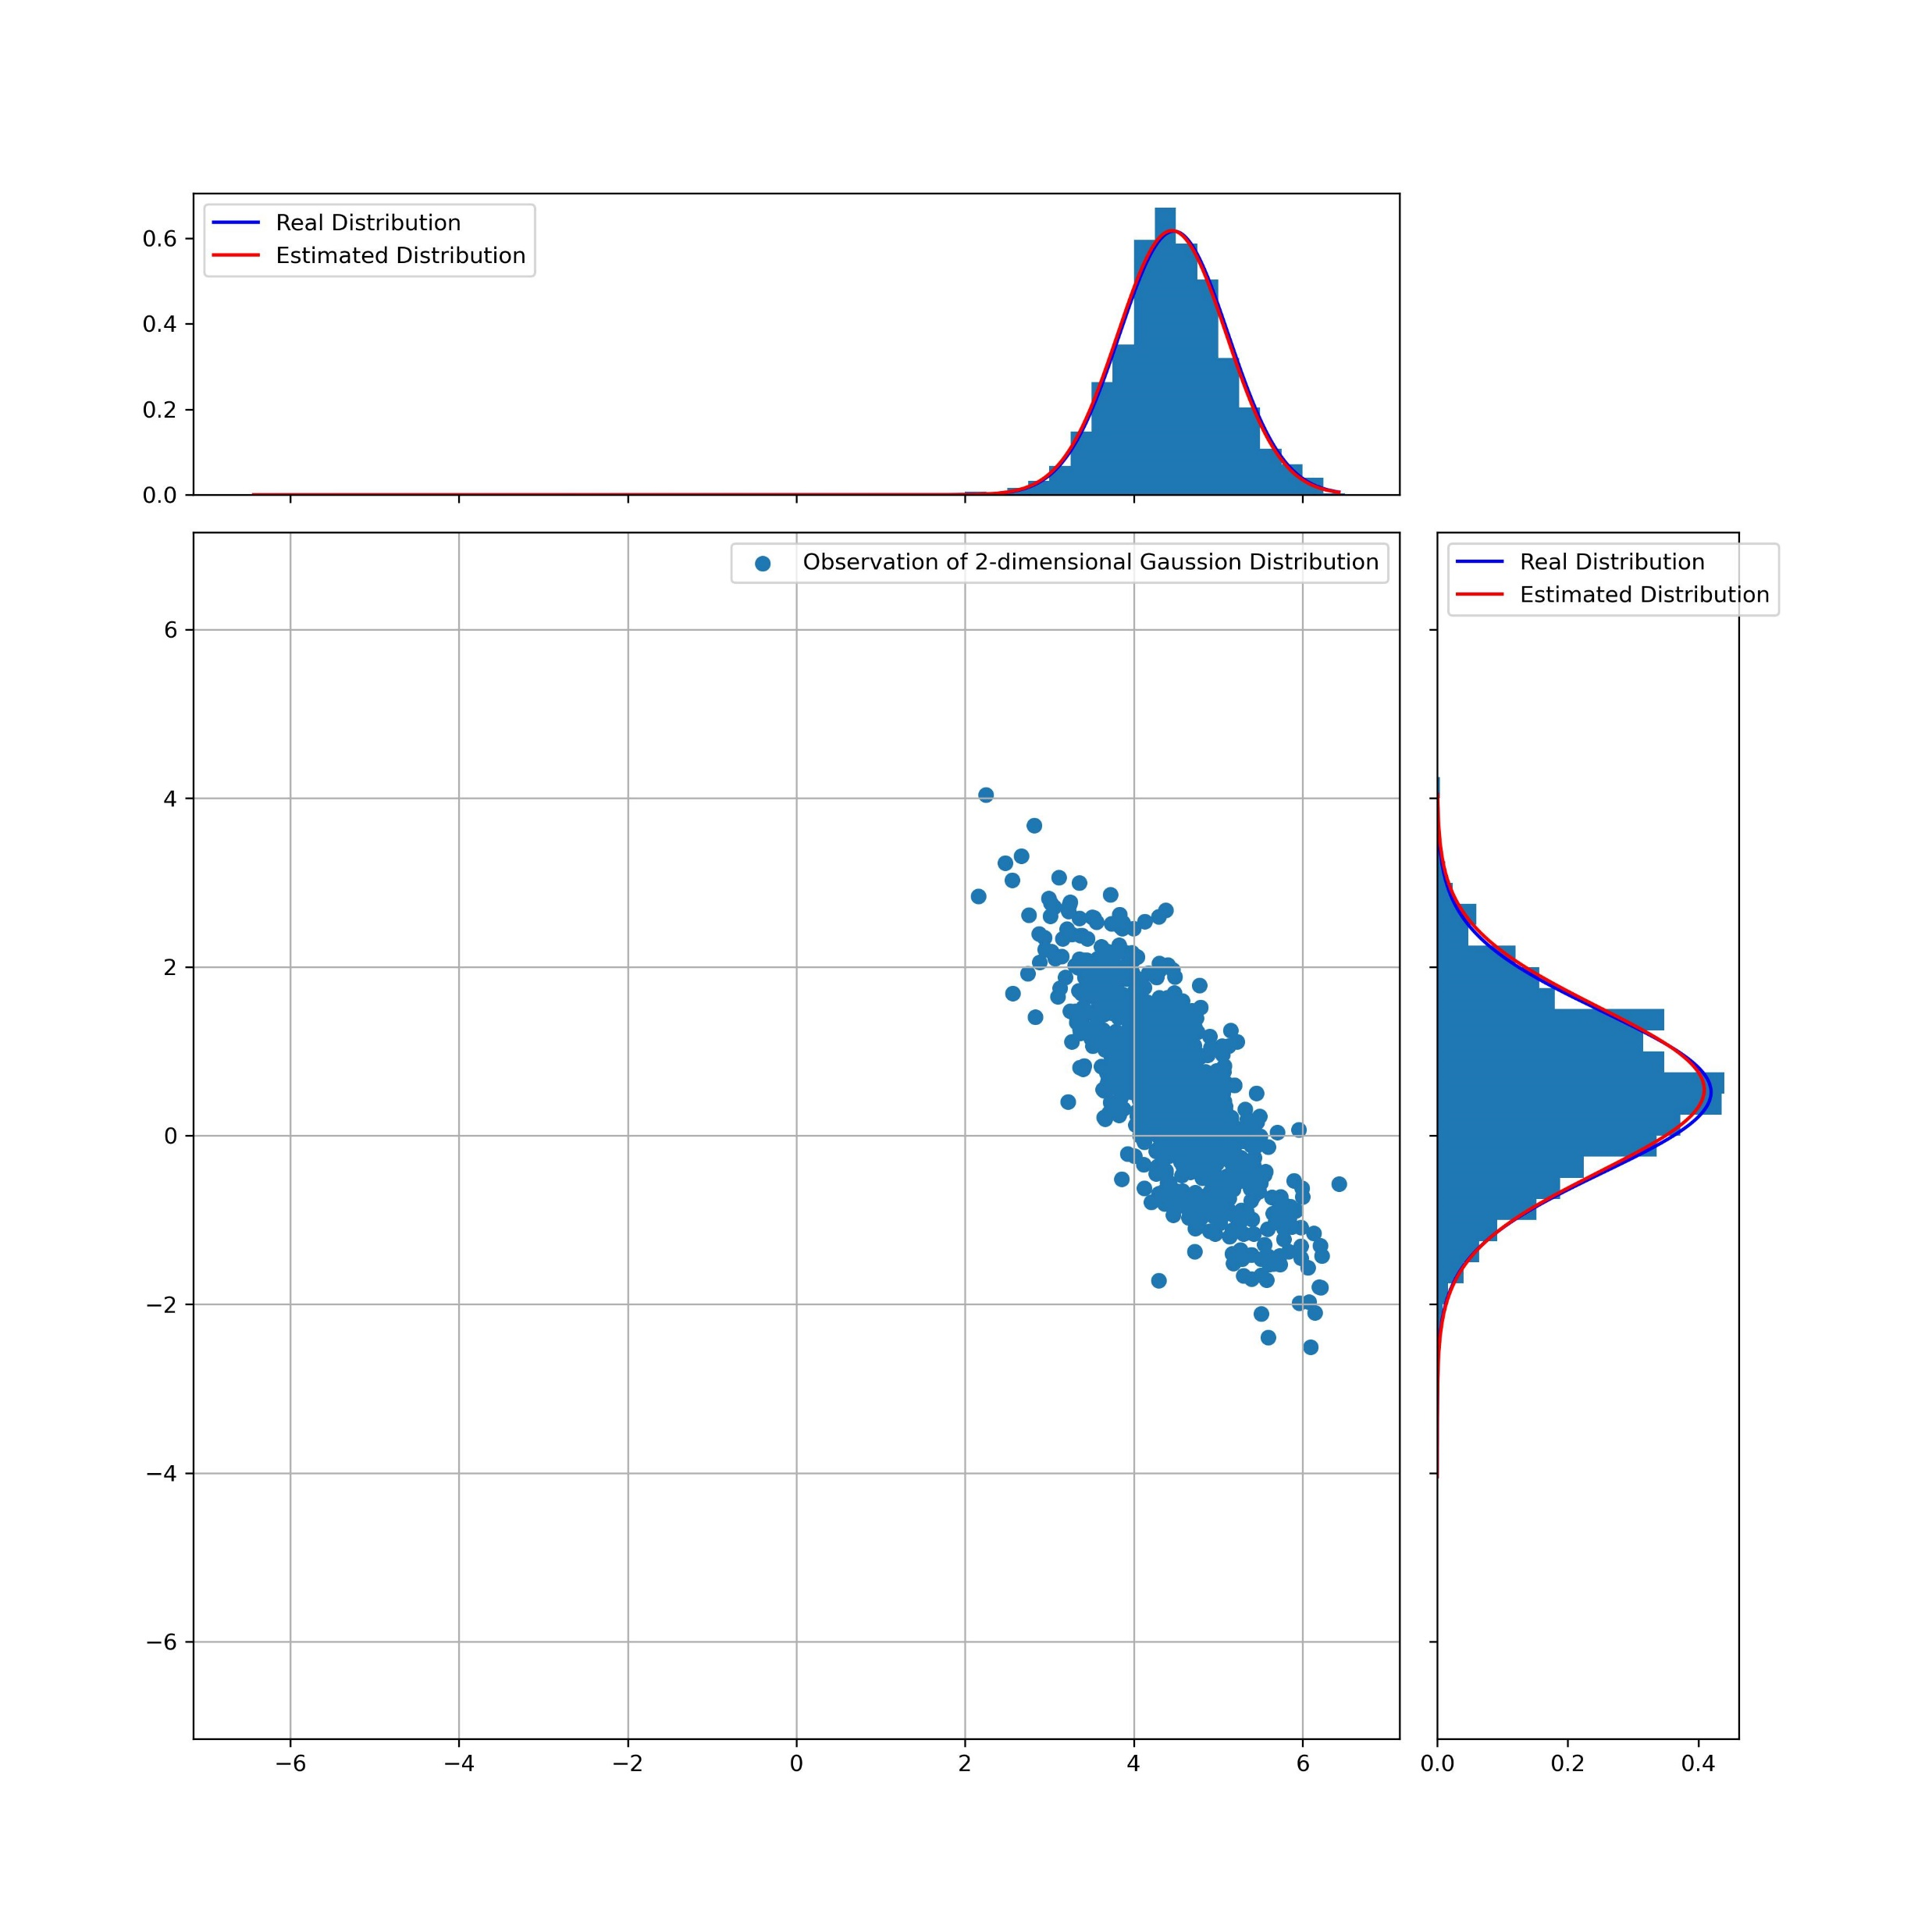 Real Distribution
Estimated Distribution
0.6
0.4
0.2
0.0
Observation of 2-dimensional Gaussion Distribution
Real Distribution
Estimated Distribution
6
4
2
0
−2
−4
−6
−6 −4 −2 0 2 4 6
0.0 0.2 0.4